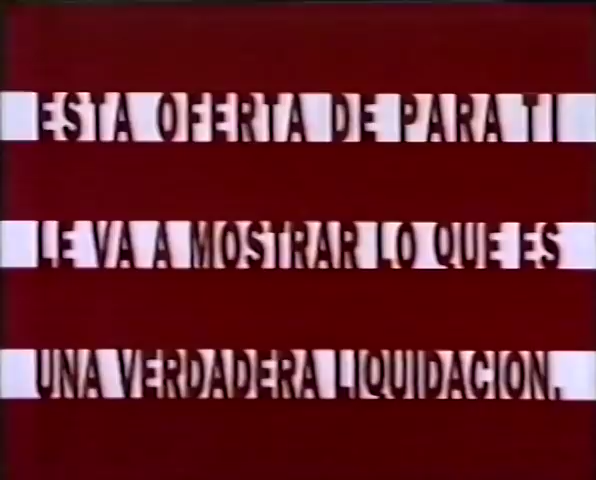 ESTA OFERTA DE PARA TI
LE VA A MOSTRAR LO QUE ES
UNA VERDADERA LIQUIDACION.